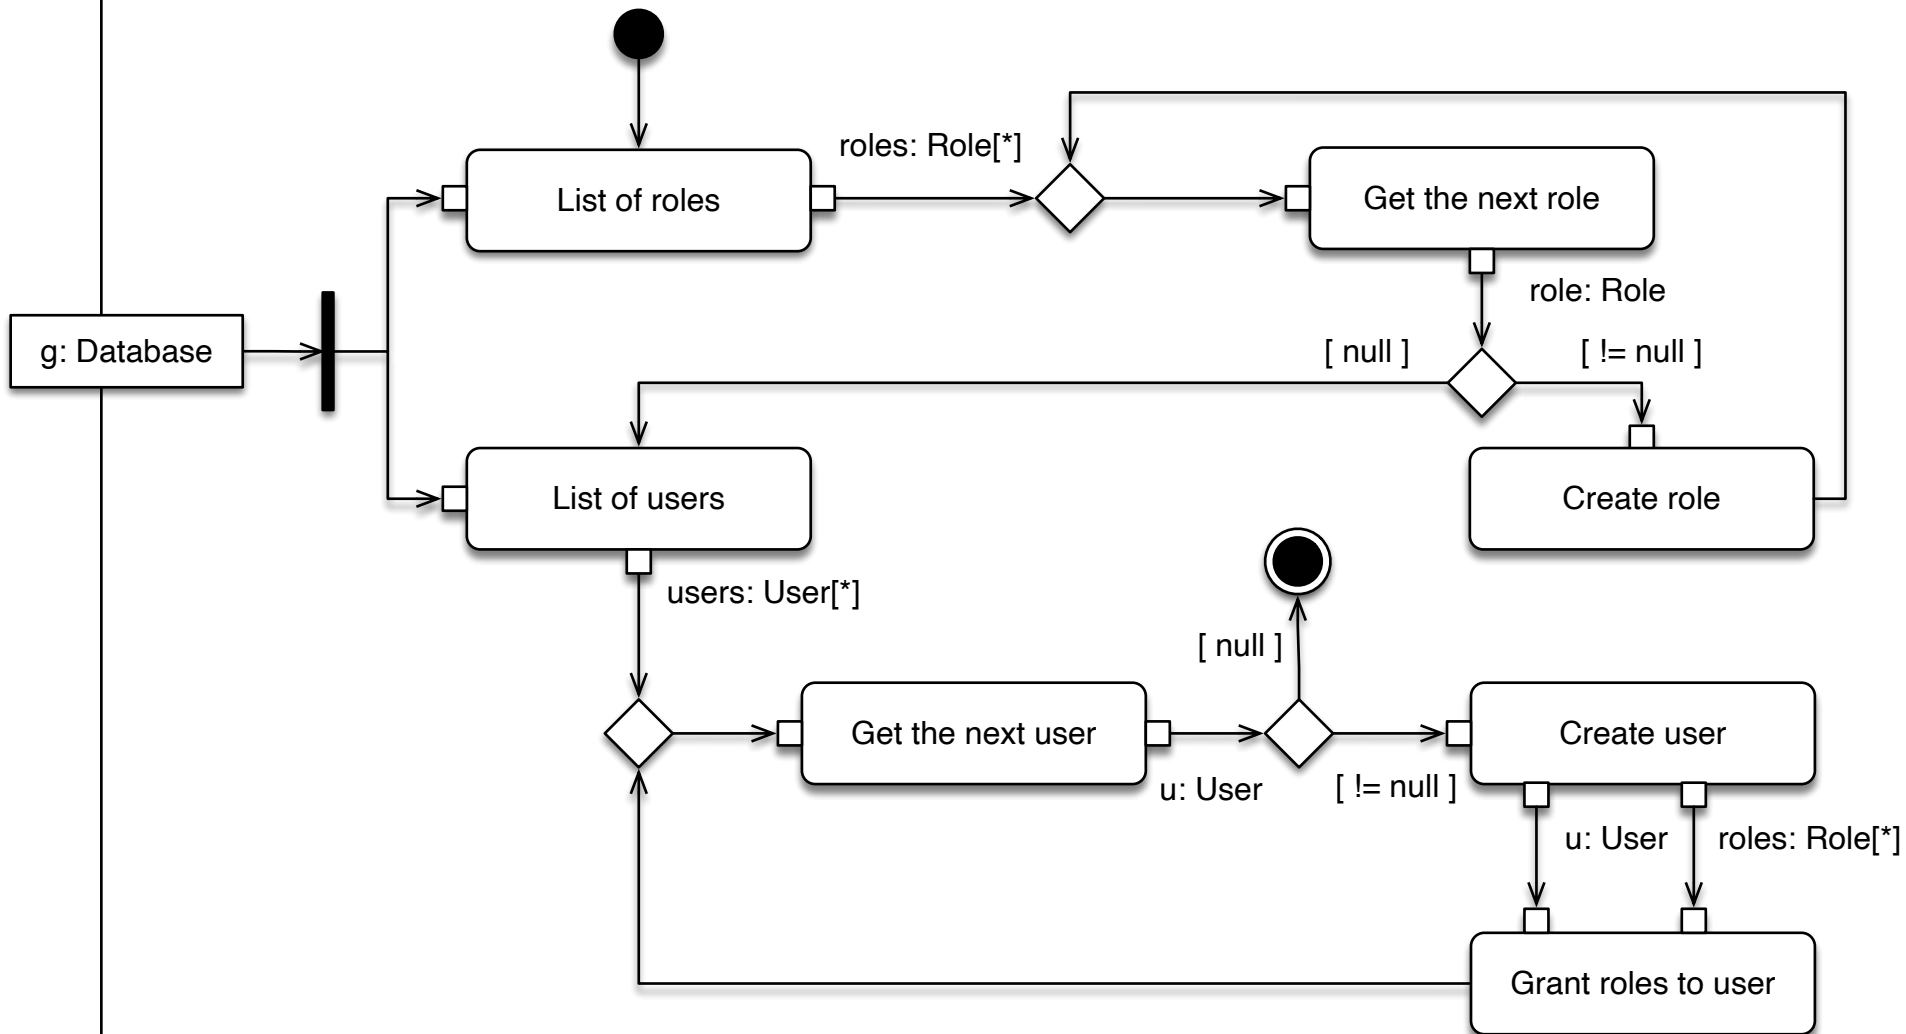 roles: Role[*]
List of roles
Get the next role
role: Role
g: Database
[ null ]
[ != null ]
List of users
Create role
users: User[*]
[ null ]
Get the next user
Create user
u: User
[ != null ]
u: User
roles: Role[*]
Grant roles to user